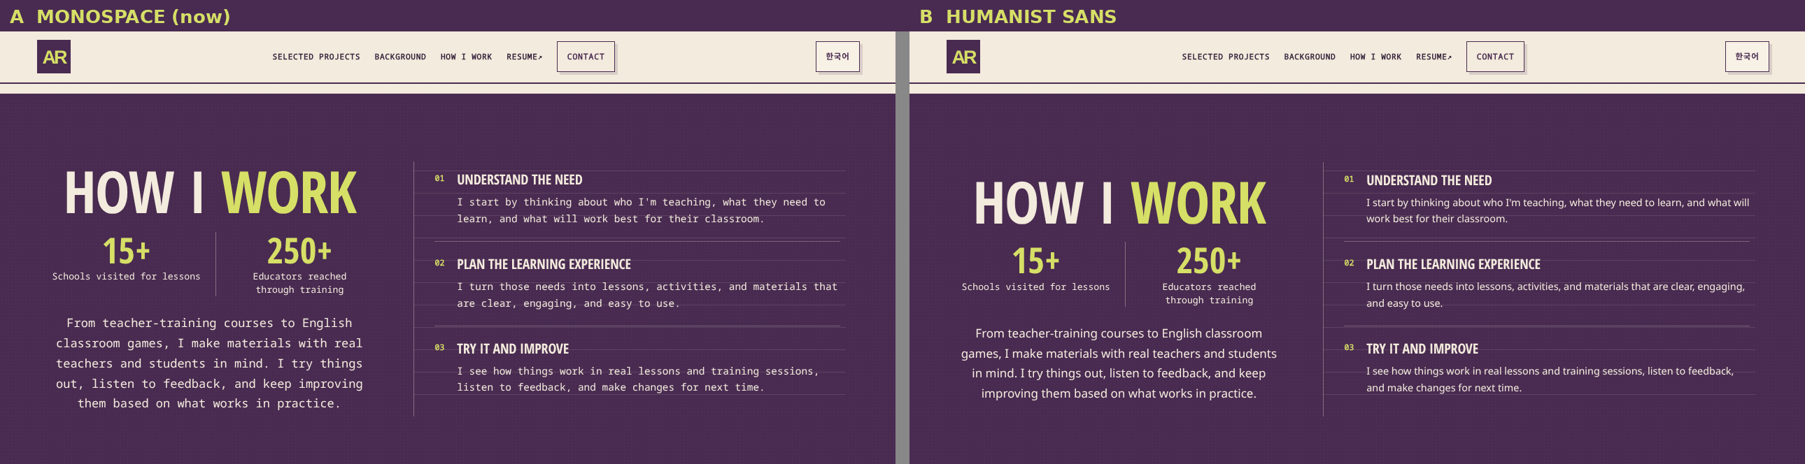 A MONOSPACE (now)
AR
SELECTED PROJECTS BACKGROUND HOW I WORK RESUME↗ CONTACT
한국어
HOW I WORK
15+
Schools visited for lessons
250+
Educators reached
through training
From teacher-training courses to English
classroom games, I make materials with real
teachers and students in mind. I try things
out, listen to feedback, and keep improving
them based on what works in practice.
01 UNDERSTAND THE NEED
I start by thinking about who I'm teaching, what they need to
learn, and what will work best for their classroom.
02 PLAN THE LEARNING EXPERIENCE
I turn those needs into lessons, activities, and materials that
are clear, engaging, and easy to use.
03 TRY IT AND IMPROVE
I see how things work in real lessons and training sessions,
listen to feedback, and make changes for next time.
B HUMANIST SANS
AR
SELECTED PROJECTS BACKGROUND HOW I WORK RESUME↗ CONTACT
한국어
HOW I WORK
15+
Schools visited for lessons
250+
Educators reached
through training
From teacher-training courses to English classroom
games, I make materials with real teachers and students
in mind. I try things out, listen to feedback, and keep
improving them based on what works in practice.
01 UNDERSTAND THE NEED
I start by thinking about who I'm teaching, what they need to learn, and what will
work best for their classroom.
02 PLAN THE LEARNING EXPERIENCE
I turn those needs into lessons, activities, and materials that are clear, engaging,
and easy to use.
03 TRY IT AND IMPROVE
I see how things work in real lessons and training sessions, listen to feedback,
and make changes for next time.